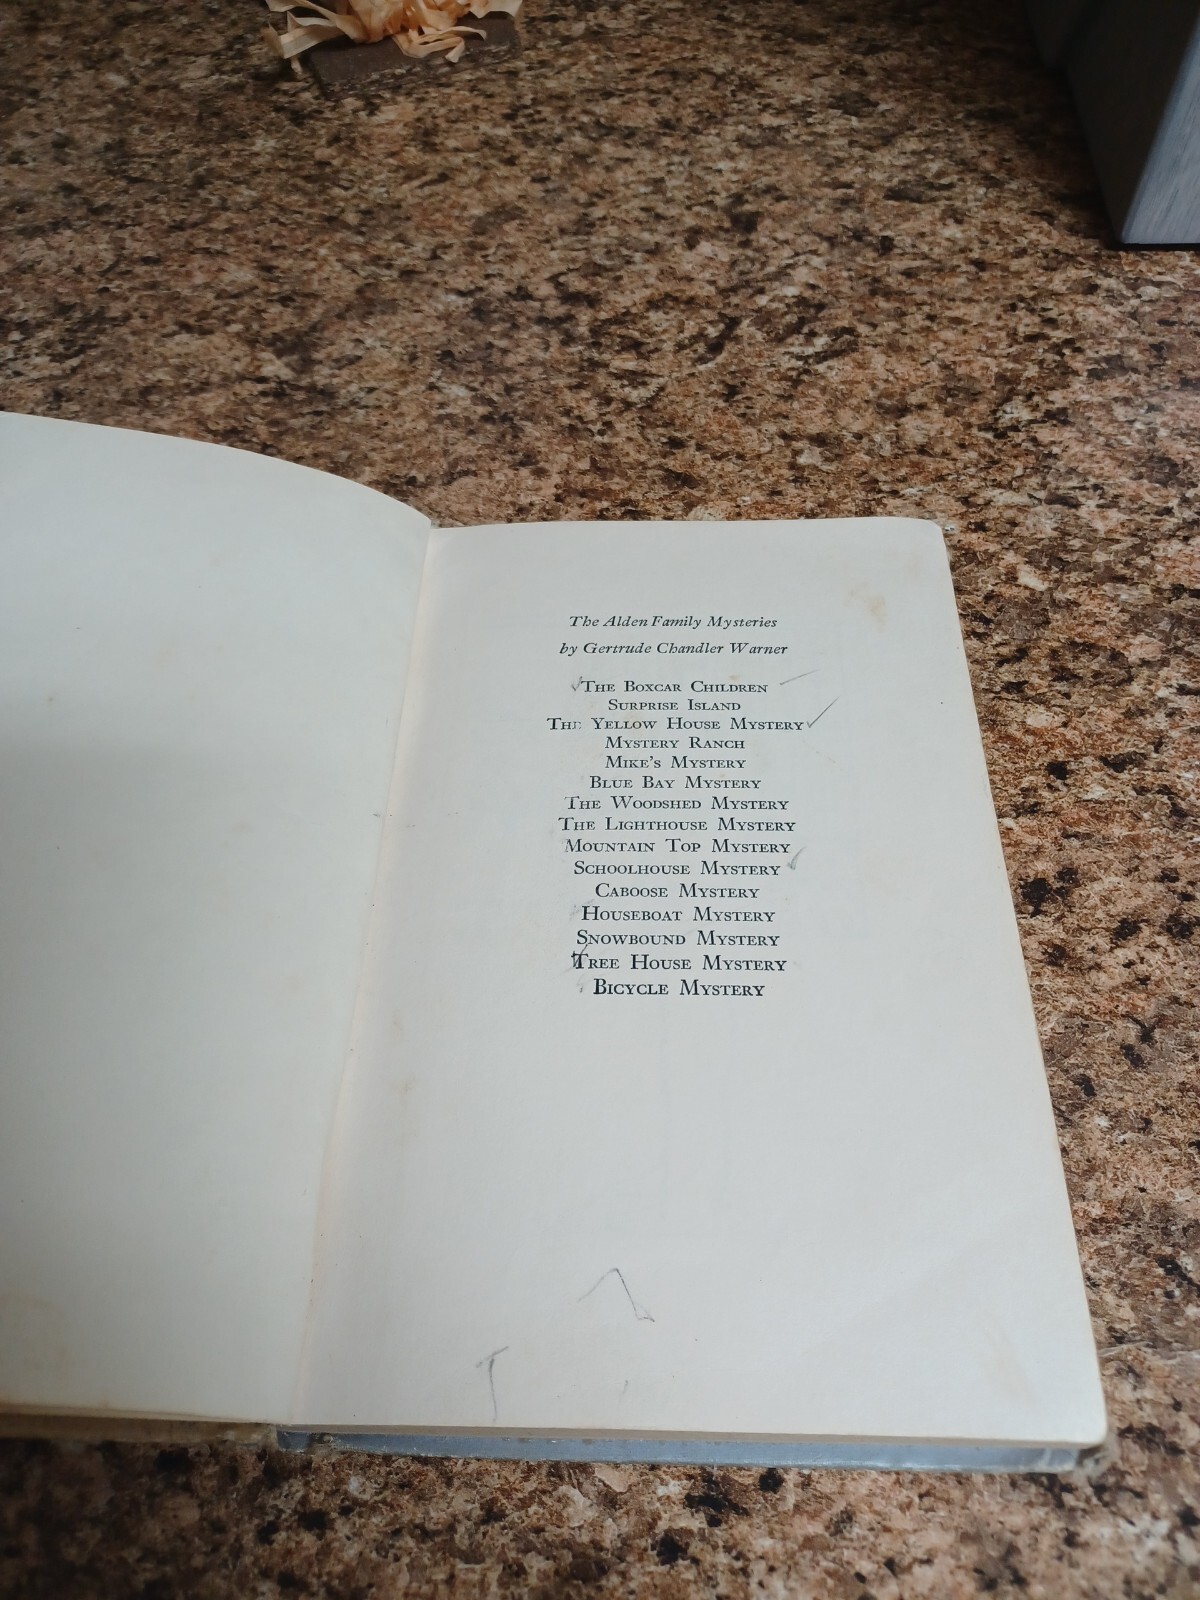 The Alden Family Mysteries
by Gertrude Chandler Warner
The Boxcar Children
Surprise Island
The Yellow House Mystery
Mystery Ranch
Mike's Mystery
Blue Bay Mystery
The Woodshed Mystery
The Lighthouse Mystery
Mountain Top Mystery
Schoolhouse Mystery
Caboose Mystery
Houseboat Mystery
Snowbound Mystery
Tree House Mystery
Bicycle Mystery